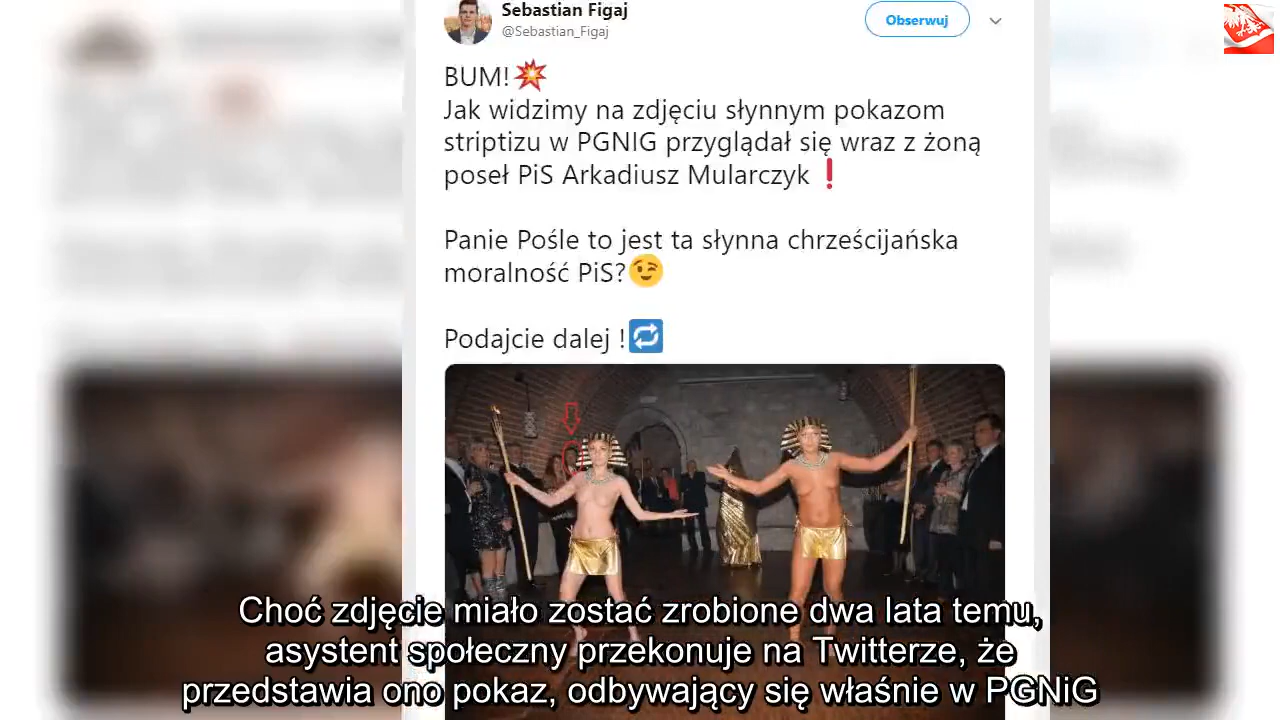 Sebastian Figaj
@Sebastian_Figaj
Obserwuj
BUM!
Jak widzimy na zdjęciu słynnym pokazom
striptizu w PGNIG przyglądał się wraz z żoną
poseł PiS Arkadiusz Mularczyk
Panie Pośle to jest ta słynna chrześcijańska
moralność PiS?
Podajcie dalej !
Choć zdjęcie miało zostać zrobione dwa lata temu,
asystent społeczny przekonuje na Twitterze, że
przedstawia ono pokaz, odbywający się właśnie w PGNiG